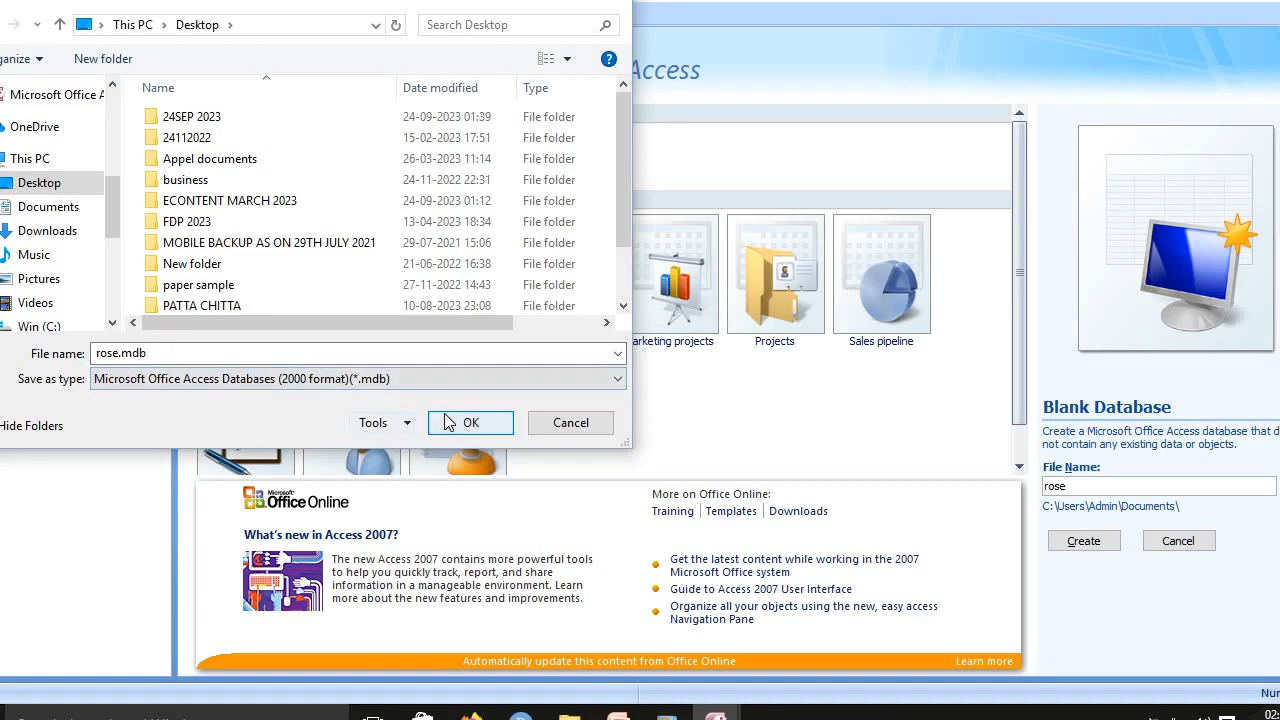 This PC > Desktop >
Search Desktop
ganize
New folder
Microsoft Office A
OneDrive
This PC
Desktop
Documents
Downloads
Music
Pictures
Videos
Win (C:)
Name Date modified Type
24SEP 2023 24-09-2023 01:39 File folder
24112022 15-02-2023 17:51 File folder
Appel documents 26-03-2023 11:14 File folder
business 24-11-2022 22:31 File folder
ECONTENT MARCH 2023 24-09-2023 01:12 File folder
FDP 2023 13-04-2023 18:34 File folder
MOBILE BACKUP AS ON 29TH JULY 2021 29-07-2021 15:06 File folder
New folder 21-06-2022 16:38 File folder
paper sample 27-11-2022 14:43 File folder
PATTA CHITTA 10-08-2023 23:08 File folder
File name: rose.mdb
Save as type: Microsoft Office Access Databases (2000 format)(*.mdb)
Hide Folders
Tools
OK
Cancel
Access
arketing projects
Projects
Sales pipeline
Microsoft
Office Online
What's new in Access 2007?
The new Access 2007 contains more powerful tools
to help you quickly track, report, and share
information in a manageable environment. Learn
more about the new features and improvements.
More on Office Online:
Training | Templates | Downloads
Get the latest content while working in the 2007
Microsoft Office system
Guide to Access 2007 User Interface
Organize all your objects using the new, easy access
Navigation Pane
Automatically update this content from Office Online
Learn more
Blank Database
Create a Microsoft Office Access database that d
not contain any existing data or objects.
File Name:
rose
C:\Users\Admin\Documents\
Create
Cancel
Nur
02: